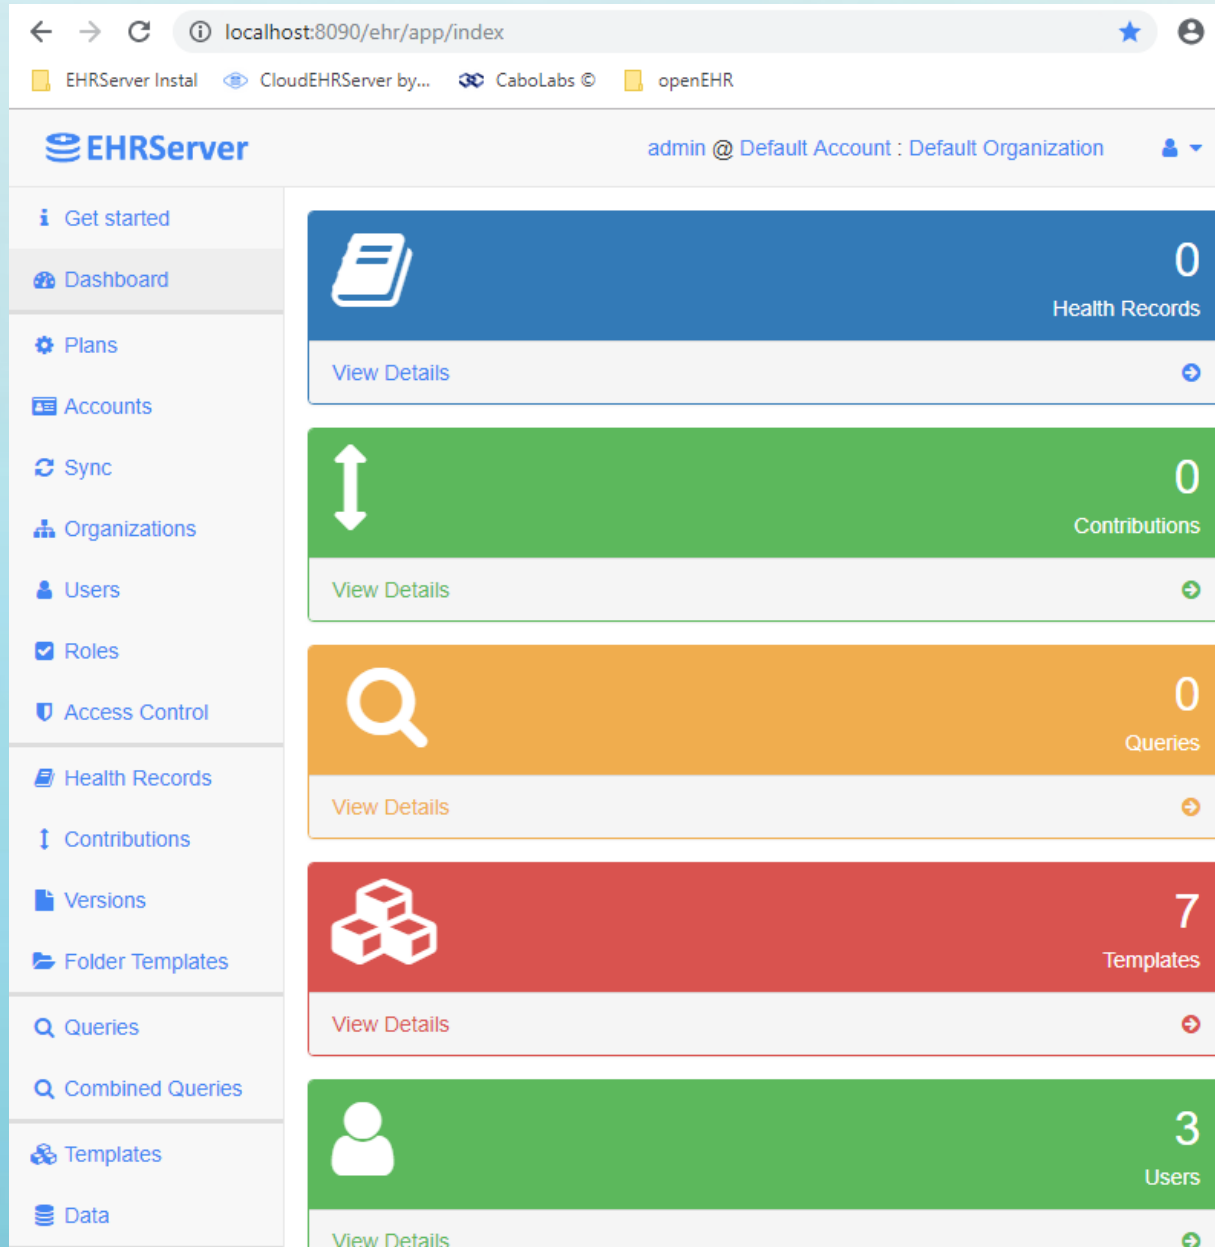 localhost:8090/ehr/app/index
EHRServer Instal CloudEHRServer by... CaboLabs © openEHR
EHRServer admin @ Default Account : Default Organization
Get started
Dashboard
Plans
Accounts
Sync
Organizations
Users
Roles
Access Control
Health Records
Contributions
Versions
Folder Templates
Queries
Combined Queries
Templates
Data
0
Health Records
View Details
0
Contributions
View Details
0
Queries
View Details
7
Templates
View Details
3
Users
View Details